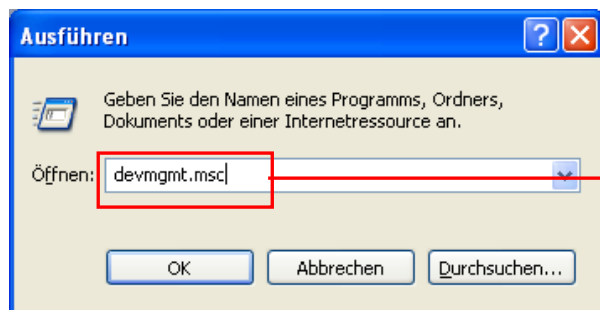 Ausführen
Geben Sie den Namen eines Programms, Ordners,
Dokuments oder einer Internetressource an.
Öffnen: devmgmt.msc
OK Abbrechen Durchsuchen...